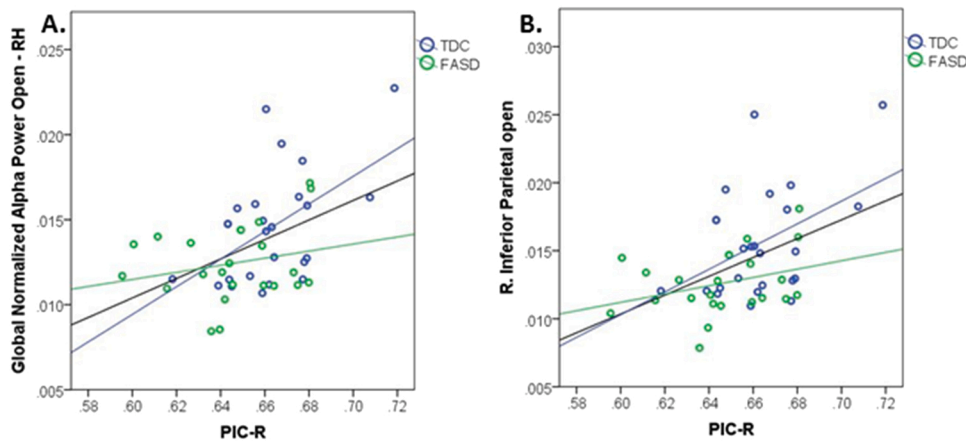 A.
TDC
FASD
Global Normalized Alpha Power Open - RH
.025
.020
.015
.010
.005
.58 .60 .62 .64 .66 .68 .70 .72
PIC-R
B.
TDC
FASD
R. Inferior Parietal open
.030
.025
.020
.015
.010
.005
.58 .60 .62 .64 .66 .68 .70 .72
PIC-R